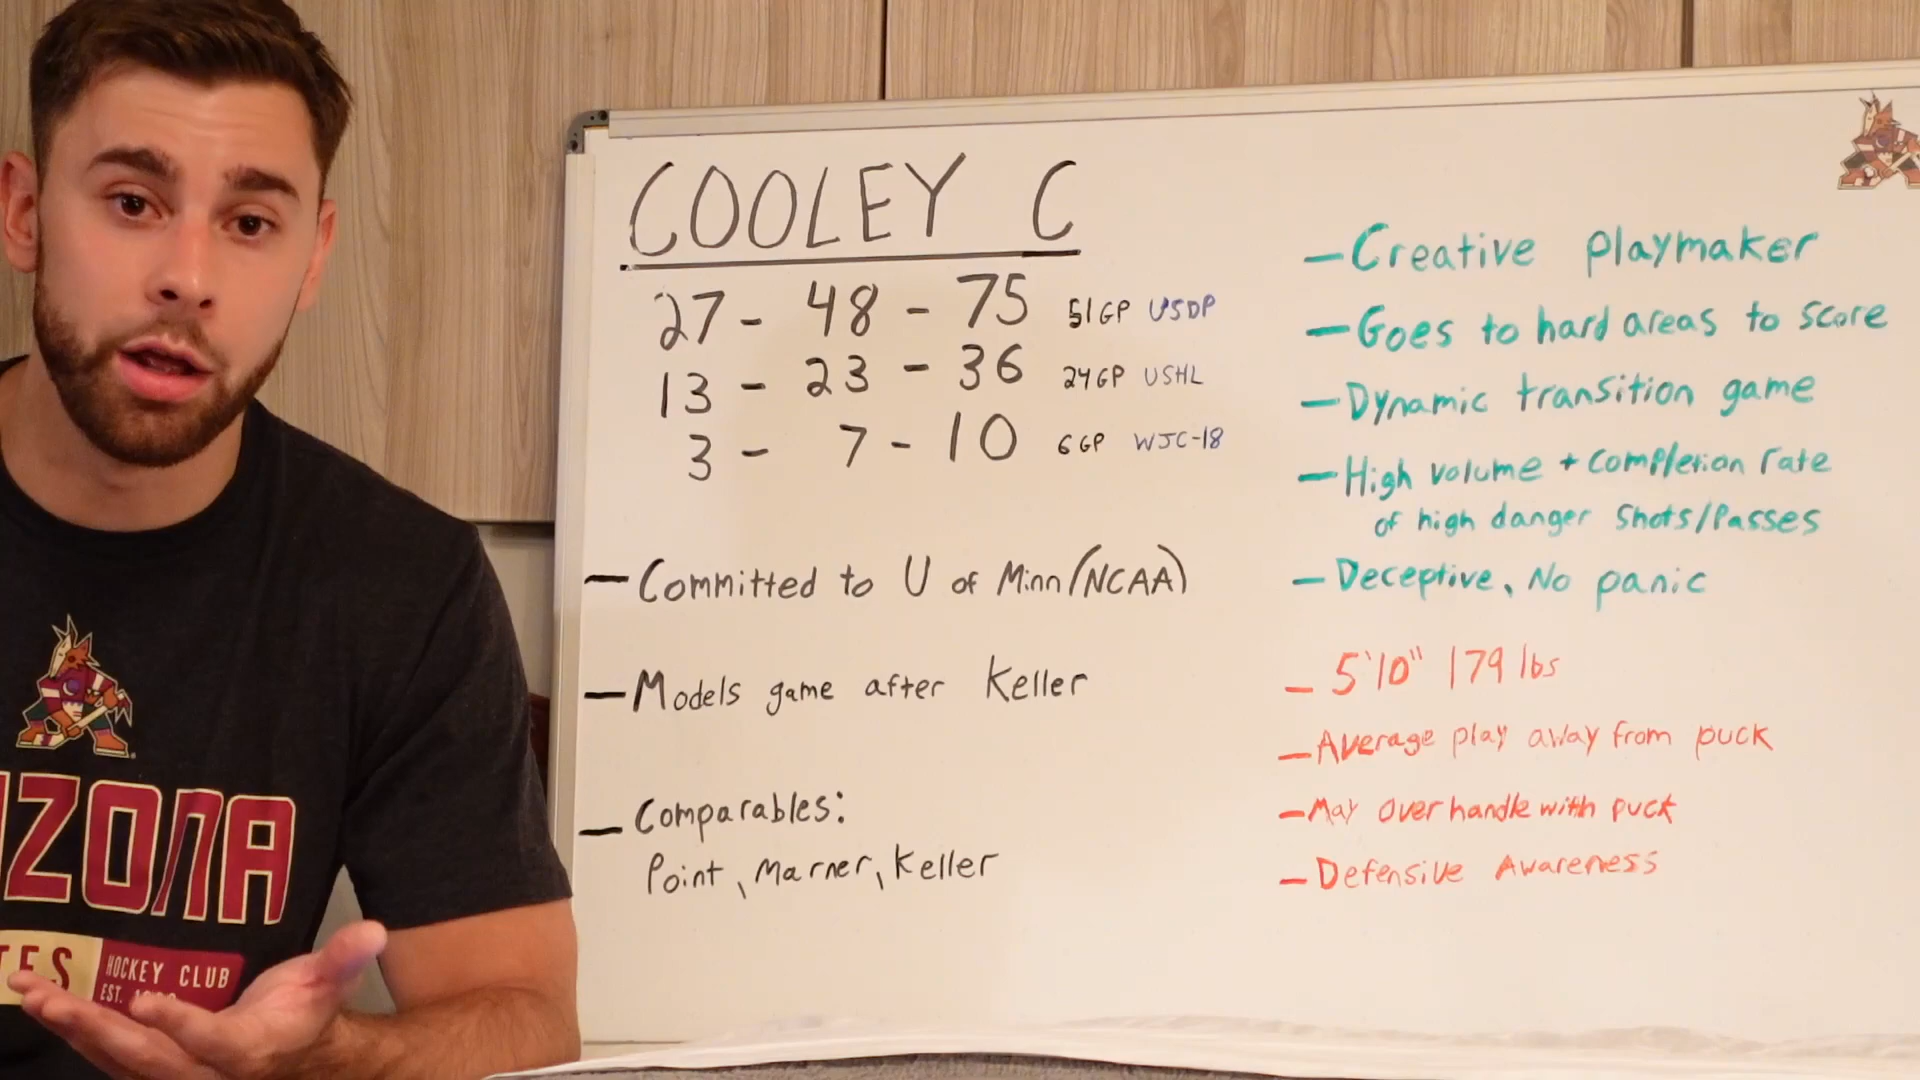 COOLEY C
27 - 48 - 75 51GP USDP
13 - 23 - 36 24GP USHL
3 - 7 - 10 6GP WJC-18
- Committed to U of Minn (NCAA)
- Models game after Keller
- Comparables:
Point, Marner, Keller
- Creative playmaker
- Goes to hard areas to score
- Dynamic transition game
- High volume + completion rate
of high danger shots/Passes
- Deceptive, No panic
- 5'10" 179 lbs
- Average play away from puck
- May over handle with puck
- Defensive Awareness
ZONA
HOCKEY CLUB
EST.